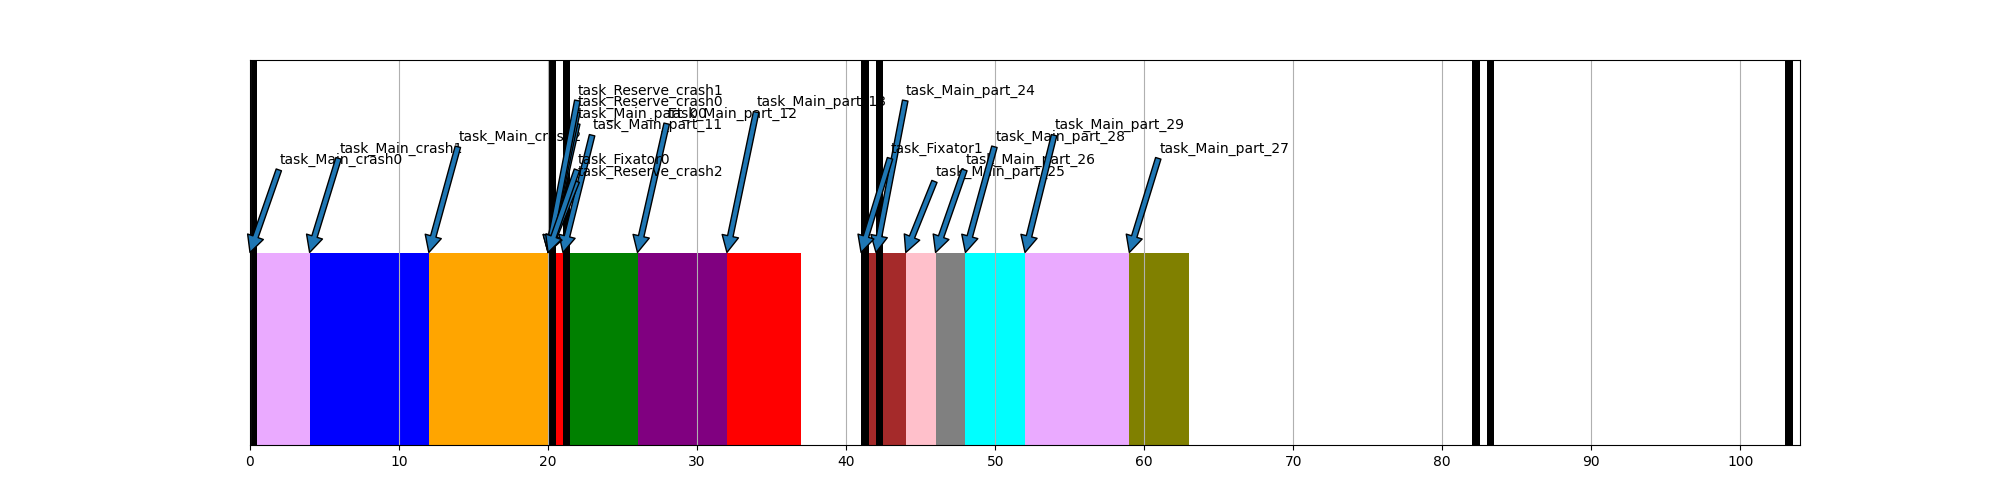 task_Reserve_crash1
task_Main_part_24
task_Reserve_crash0
task_Main_part_13
task_Main_part_00
task_Main_part_12
task_Main_part_11
task_Main_part_29
task_Main_crash2
task_Main_part_28
task_Main_crash1
task_Fixator1
task_Main_part_27
task_Main_crash0
task_Fixator0
task_Main_part_26
task_Reserve_crash2
task_Main_part_25
0 10 20 30 40 50 60 70 80 90 100